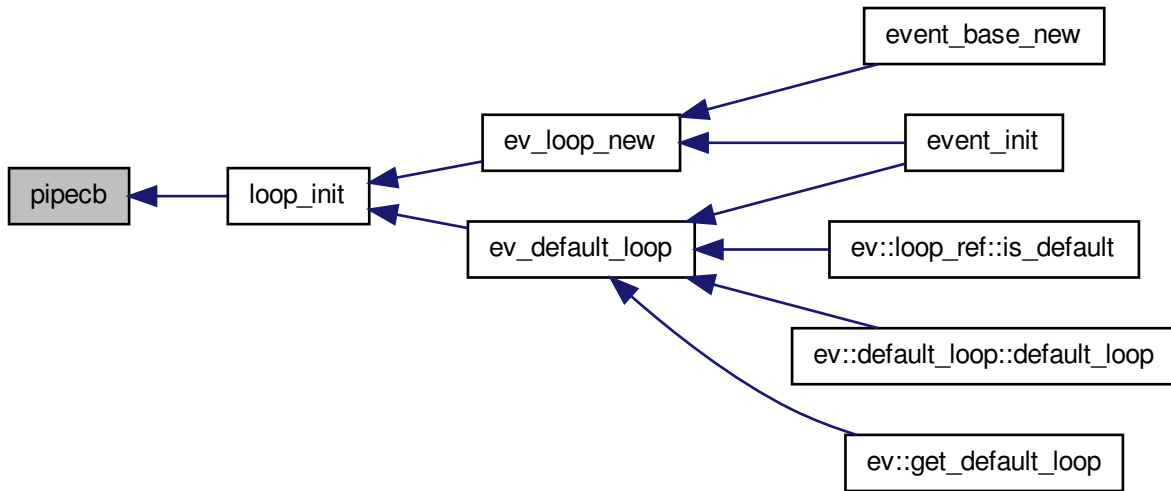 event_base_new
ev_loop_new
event_init
pipecb
loop_init
ev_default_loop
ev::loop_ref::is_default
ev::default_loop::default_loop
ev::get_default_loop